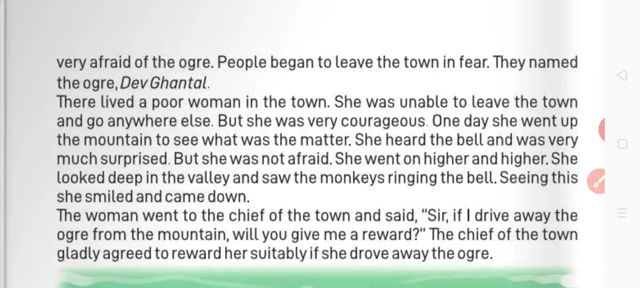 very afraid of the ogre. People began to leave the town in fear. They named
the ogre, Dev Ghantal.
There lived a poor woman in the town. She was unable to leave the town
and go anywhere else. But she was very courageous. One day she went up
the mountain to see what was the matter. She heard the bell and was very
much surprised. But she was not afraid. She went on higher and higher. She
looked deep in the valley and saw the monkeys ringing the bell. Seeing this
she smiled and came down.
The woman went to the chief of the town and said, "Sir, if I drive away the
ogre from the mountain, will you give me a reward?" The chief of the town
gladly agreed to reward her suitably if she drove away the ogre.